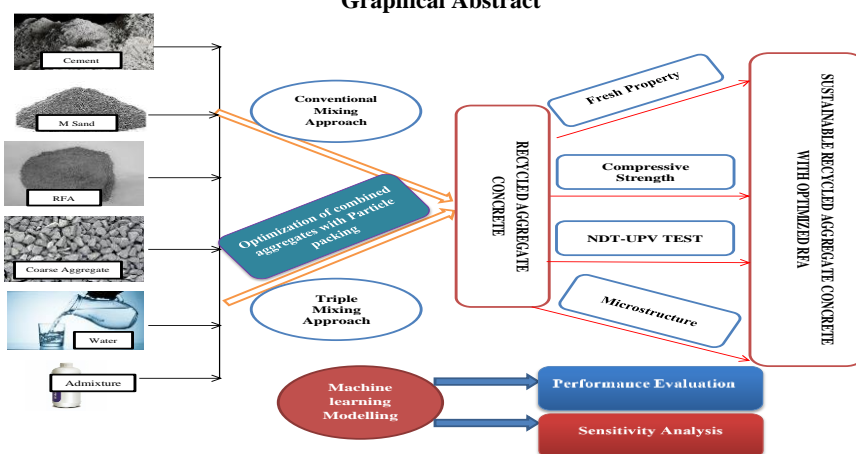 Graphical Abstract
Cement
M Sand
RFA
Coarse Aggregate
Water
Admixture
Conventional
Mixing
Approach
Optimization of combined
aggregates with Particle
packing
Triple
Mixing
Approach
RECYCLED AGGREGATE
CONCRETE
Fresh Property
Compressive
Strength
NDT-UPV TEST
Microstructure
SUSTAINABLE RECYCLED AGGREGATE CONCRETE
WITH OPTIMIZED RFA
Machine
learning
Modelling
Performance Evaluation
Sensitivity Analysis